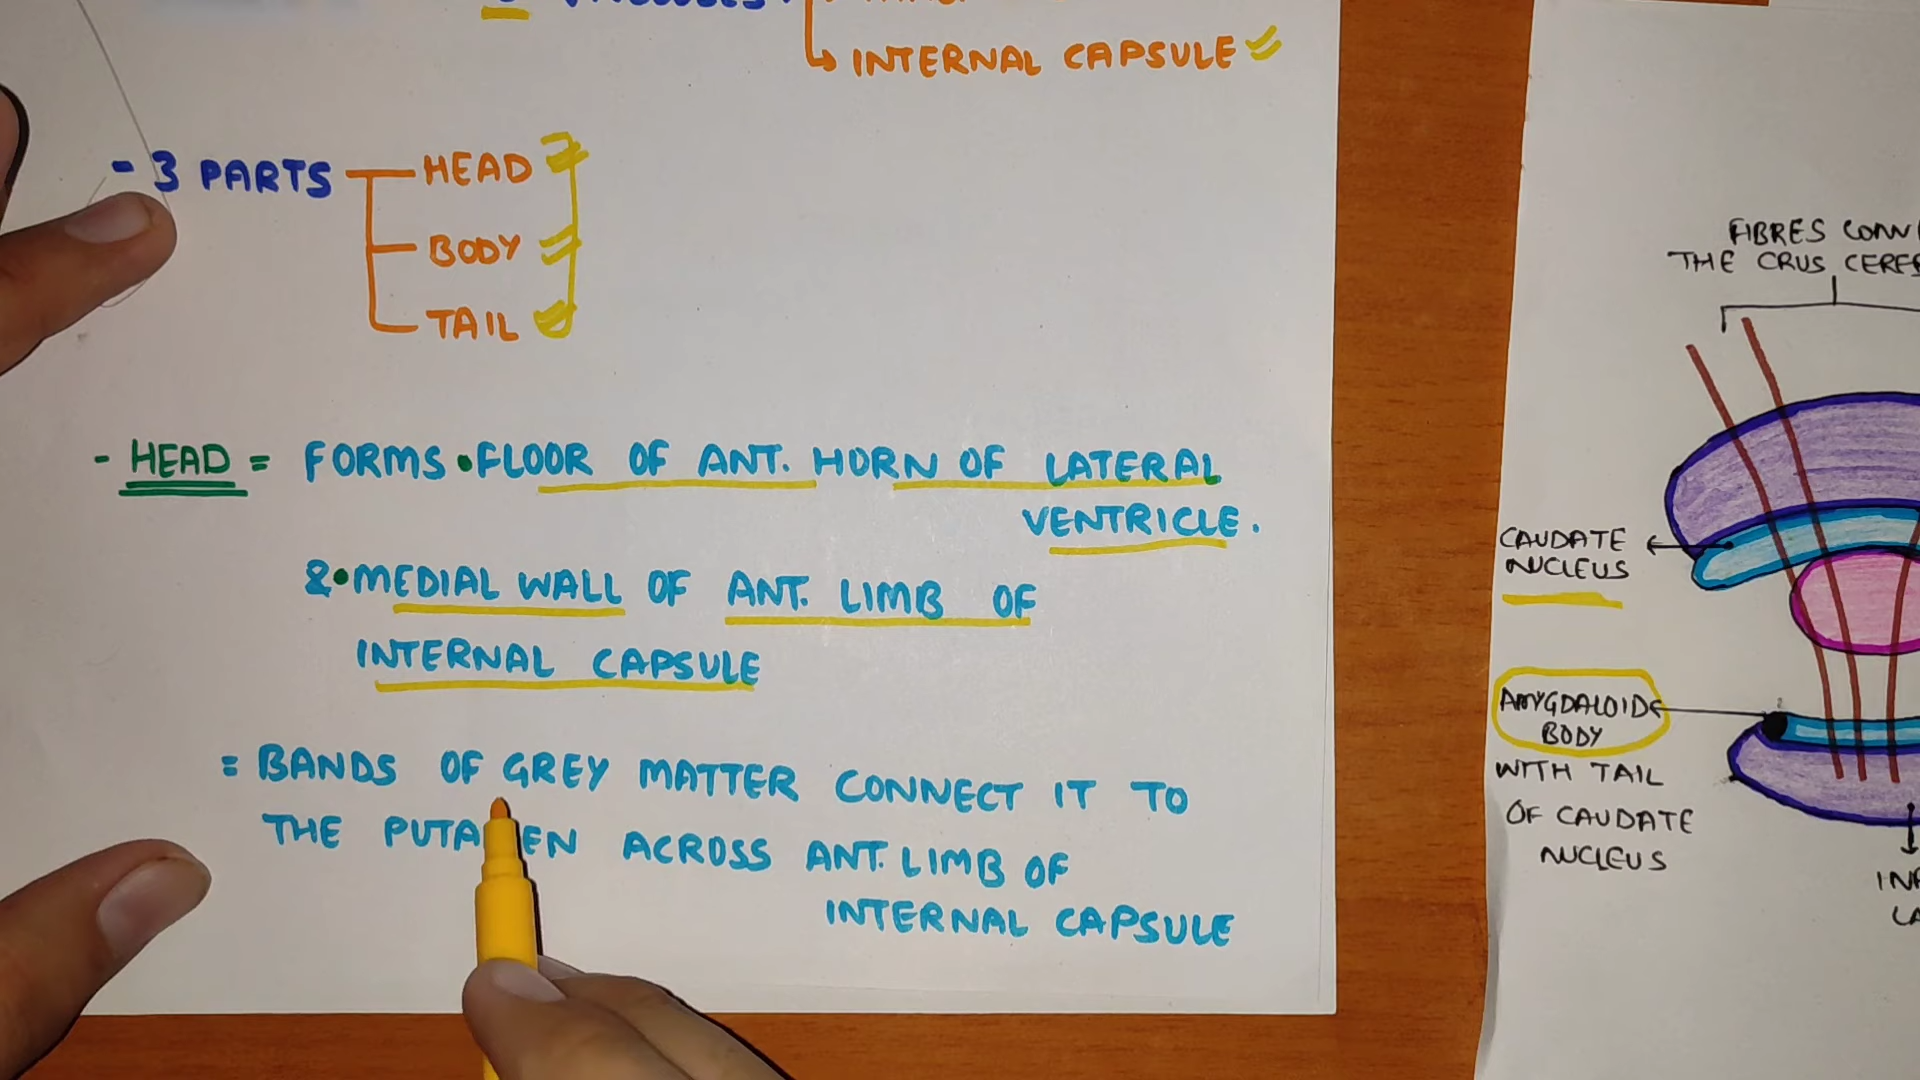 INTERNAL CAPSULE
- 3 PARTS
HEAD
BODY
TAIL
- HEAD = FORMS • FLOOR OF ANT. HORN OF LATERAL
VENTRICLE.
& • MEDIAL WALL OF ANT. LIMB OF
INTERNAL CAPSULE
= BANDS OF GREY MATTER CONNECT IT TO
THE ACROSS ANT. LIMB OF
INTERNAL CAPSULE
FIBRES
THE CRUS
CAUDATE
NUCLEUS
AMYGDALOID
BODY
WITH TAIL
OF CAUDATE
NUCLEUS